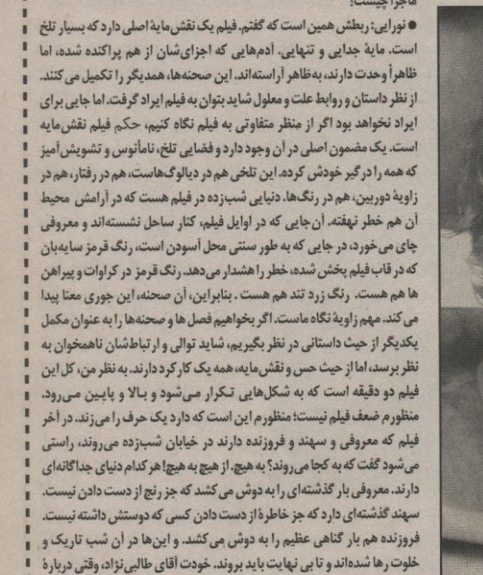 ماجرا چیست؟
● نورایی: ربطش همین است که گفتم. فیلم یک نقش‌مایهٔ اصلی دارد که بسیار تلخ
است. مایهٔ جدایی و تنهایی. آدم‌هایی که اجزای‌شان از هم پراکنده شده، اما
ظاهراً وحدت دارند، به‌ظاهر آراسته‌اند. این صحنه‌ها، همدیگر را تکمیل می کنند.
از نظر داستان و روابط علت و معلول شاید بتوان به فیلم ایراد گرفت. اما جایی برای
ایراد نخواهد بود اگر از منظر متفاوتی به فیلم نگاه کنیم، حکم فیلم نقش مایه
است. یک مضمون اصلی در آن وجود دارد و فضایی تلخ، نامأنوس و تشویش‌آمیز
که همه را درگیر خودش کرده. این تلخی هم در دیالوگ‌هاست، هم در رفتار، هم در
زاویهٔ دوربین، هم در رنگ‌ها. دنیایی شب‌زده در فیلم هست که در آرامش محیط
آن هم خطر نهفته. آن‌جایی که در اوایل فیلم، کنار ساحل نشسته‌اند و معروفی
چای می‌خورد، در جایی که به طور سنتی محل آسودن است، رنگ قرمز سایه‌بان
که در قاب فیلم پخش شده، خطر را هشدار می‌دهد. رنگ قرمز در کراوات و پیراهن
ها هم هست. رنگ زرد تند هم هست . بنابراین، آن صحنه، این جوری معنا پیدا
می کند. مهم زاویهٔ نگاه ماست. اگر بخواهیم فصل ها و صحنه‌ها را به عنوان مکمل
یکدیگر از حیث داستانی در نظر بگیریم، شاید توالی و ارتباط‌شان ناهمخوان به
نظر برسد، اما از حیث حس و نقش‌مایه، همه یک کارکرد دارند. به نظر من، کل این
فیلم دو دقیقه است که به شکل‌هایی تکرار می‌شود و بالا و پایین می‌رود.
منظورم ضعف فیلم نیست؛ منظورم این است که دارد یک حرف را می‌زند. در آخر
فیلم که معروفی و سهند و فروزنده دارند در خیابان شب‌زده می‌روند، راستی
می‌شود گفت که به کجا می‌روند؟ به هیچ. از هیچ به هیچ! هر کدام دنیای جداگانه‌ای
دارند. معروفی بار گذشته‌ای را به دوش می کشد که جز رنج از دست دادن نیست.
سهند گذشته‌ای دارد که جز خاطرهٔ از دست دادن کسی که دوستش داشته نیست.
فروزنده هم بار گناهی عظیم را به دوش می‌کشد. و این‌ها در آن شب تاریک و
خلوت رها شده‌اند و تا بی نهایت باید بروند. خودت آقای طالبی‌نژاد، وقتی دربارهٔ